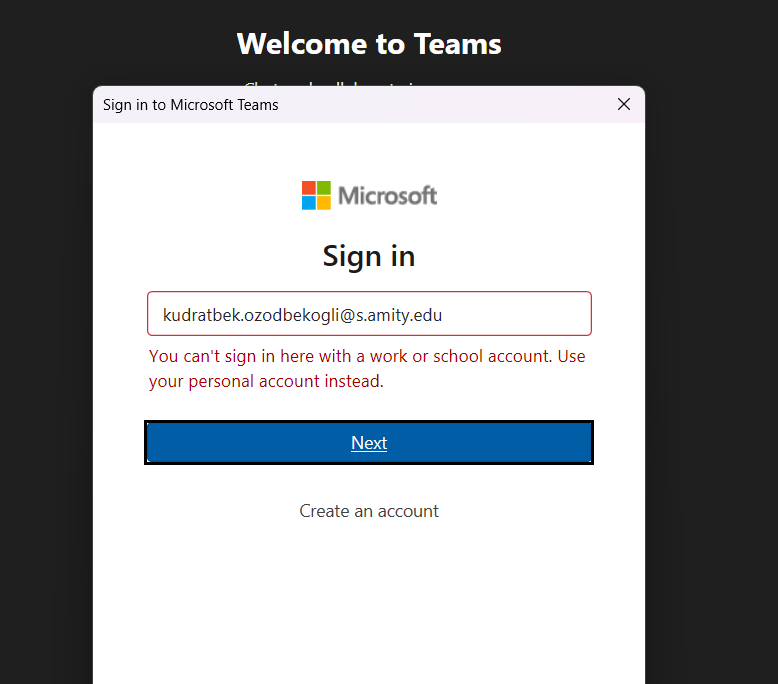 Welcome to Teams
Sign in to Microsoft Teams
Microsoft
Sign in
kudratbek.ozodbekogli@s.amity.edu
You can't sign in here with a work or school account. Use
your personal account instead.
Next
Create an account